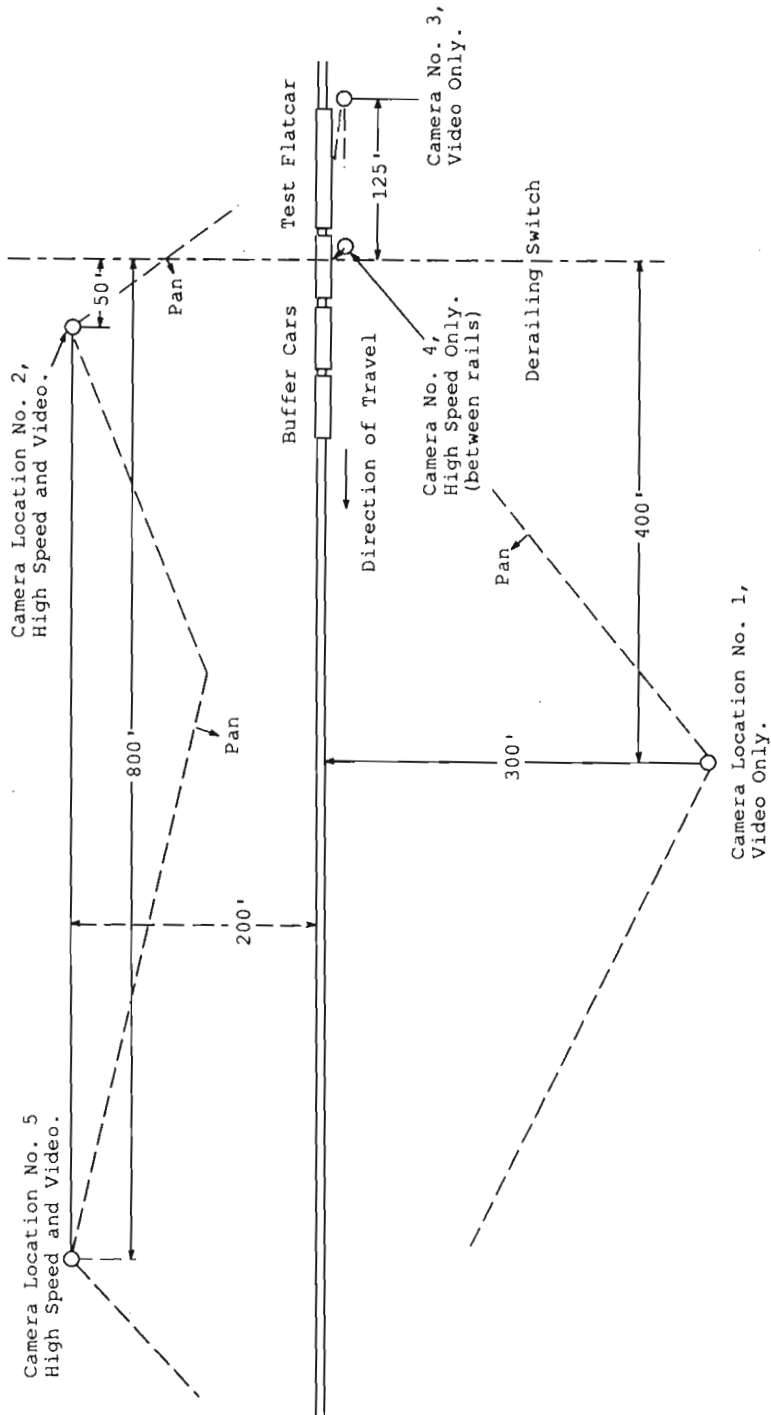 Camera Location No. 5
High Speed and Video.
Camera Location No. 2,
High Speed and Video.
50'
Pan
800'
Pan
200'
Buffer Cars
Test Flatcar
Direction of Travel
125'
Camera No. 3,
Video Only.
Camera No. 4,
High Speed Only.
(between rails)
Derailing Switch
Pan
300'
400'
Camera Location No. 1,
Video Only.